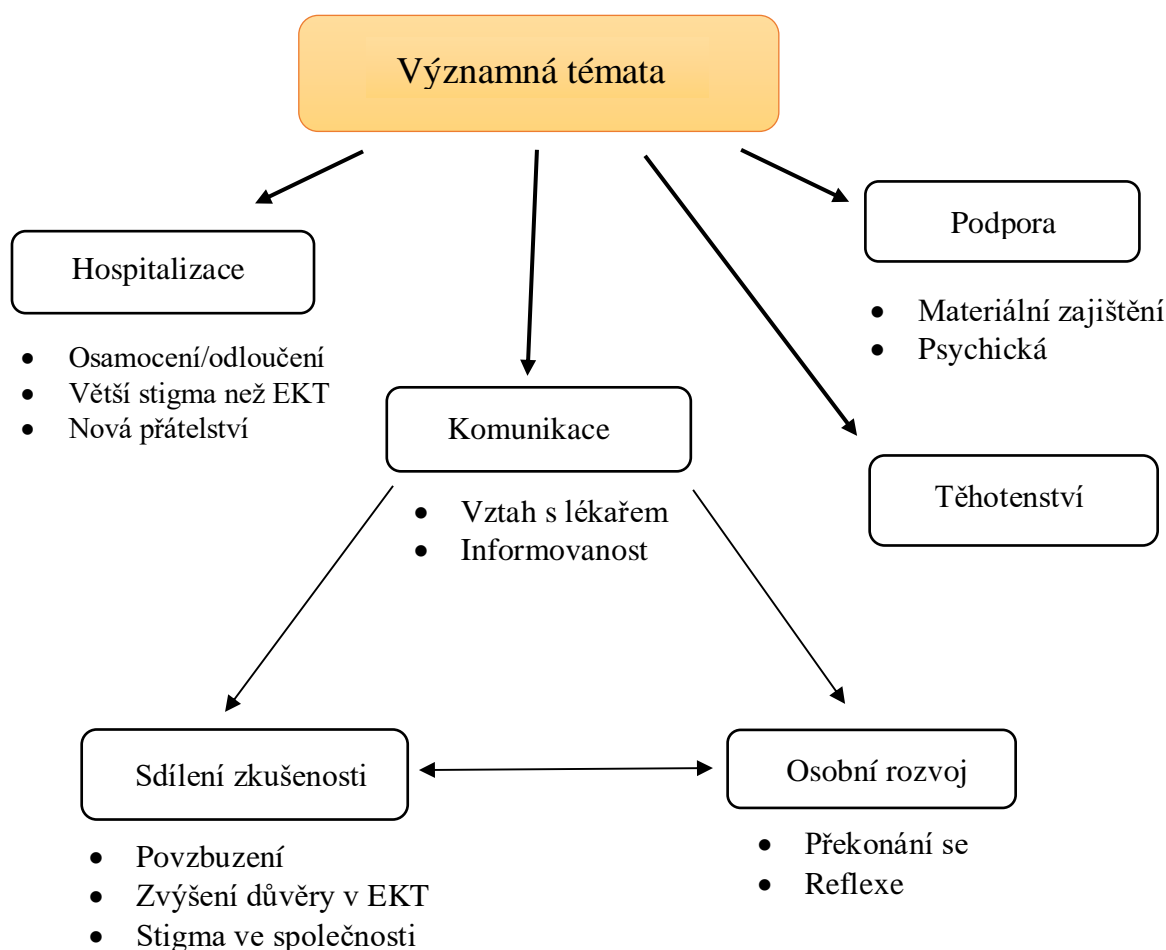 Významná témata
Hospitalizace
• Osamocení/odloučení
• Větší stigma než EKT
• Nová přátelství
Podpora
• Materiální zajištění
• Psychická
Komunikace
• Vztah s lékařem
• Informovanost
Těhotenství
Sdílení zkušenosti
• Povzbuzení
• Zvýšení důvěry v EKT
• Stigma ve společnosti
Osobní rozvoj
• Překonání se
• Reflexe